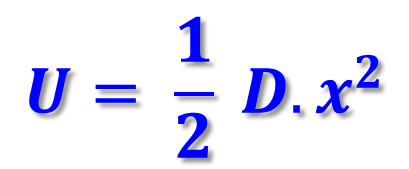 U = 1/2 D.x²